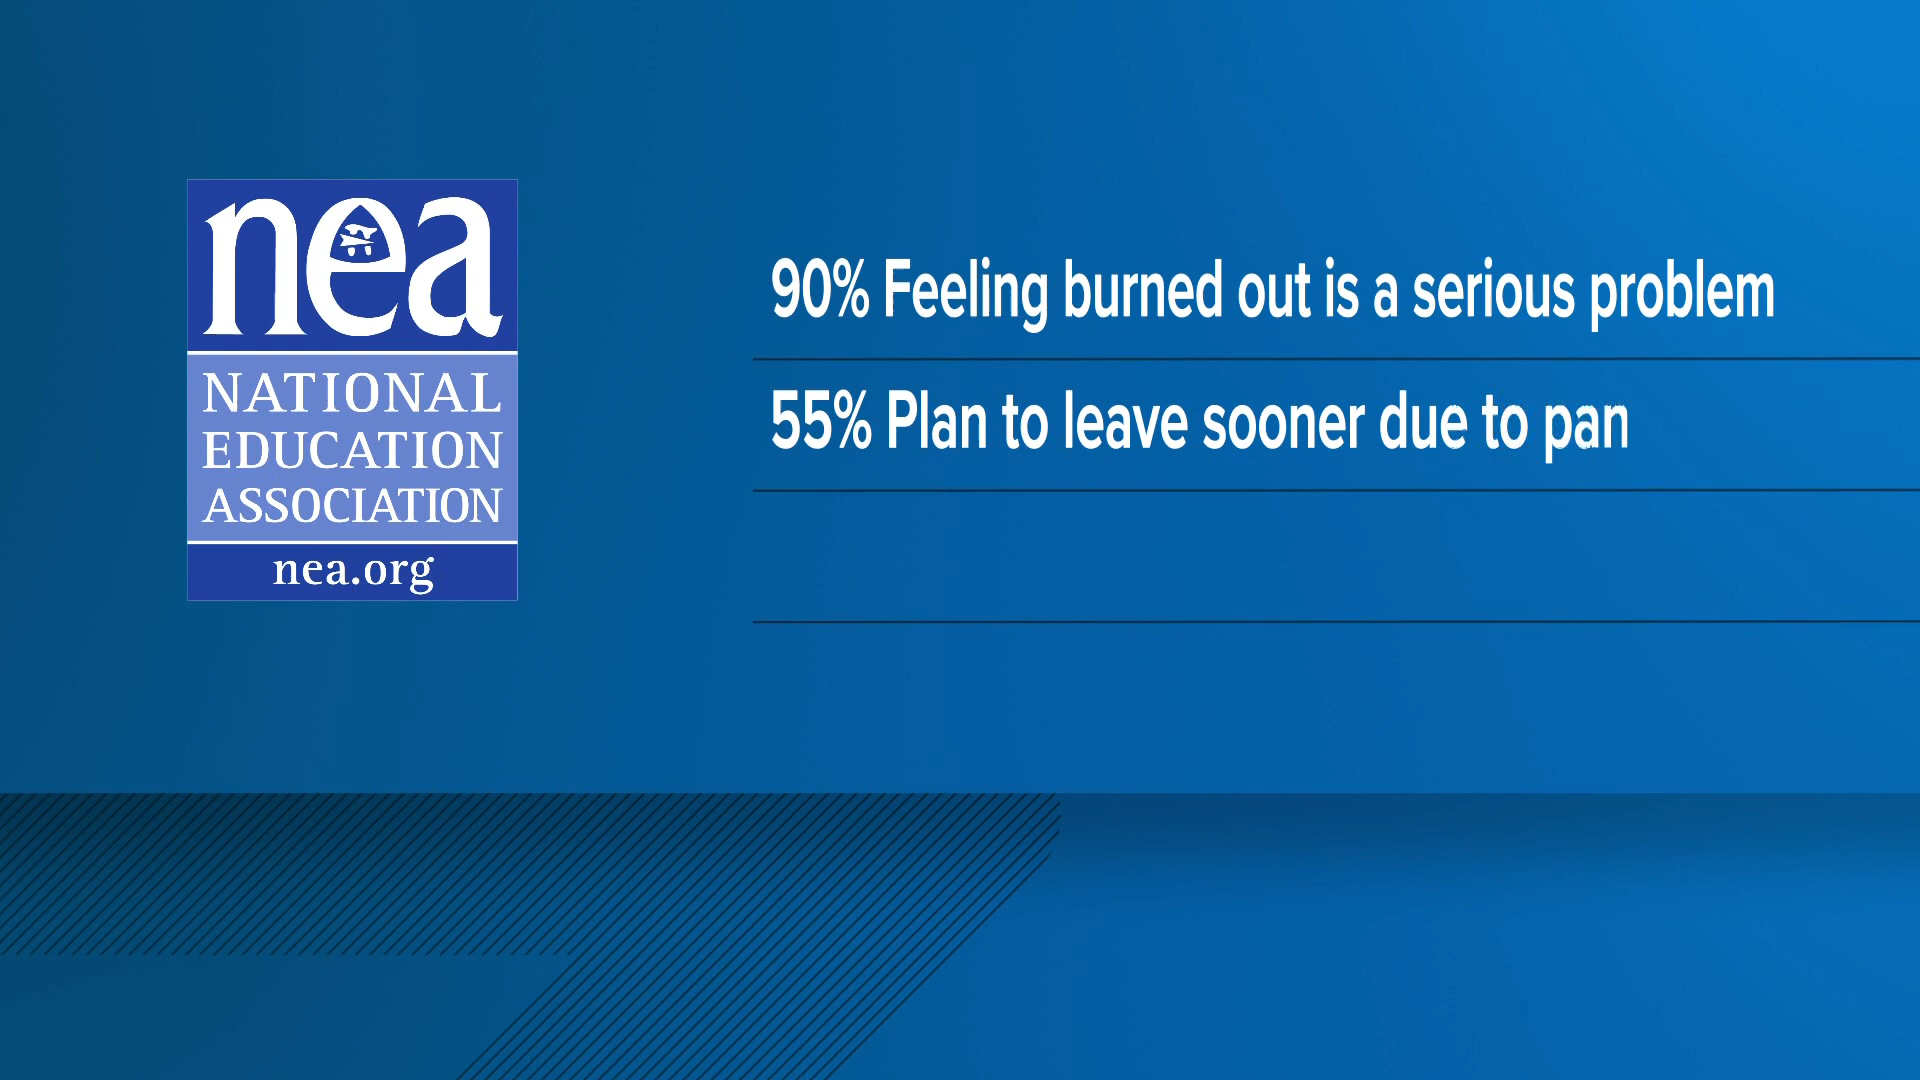 nea
NATIONAL
EDUCATION
ASSOCIATION
nea.org
90% Feeling burned out is a serious problem
55% Plan to leave sooner due to pan